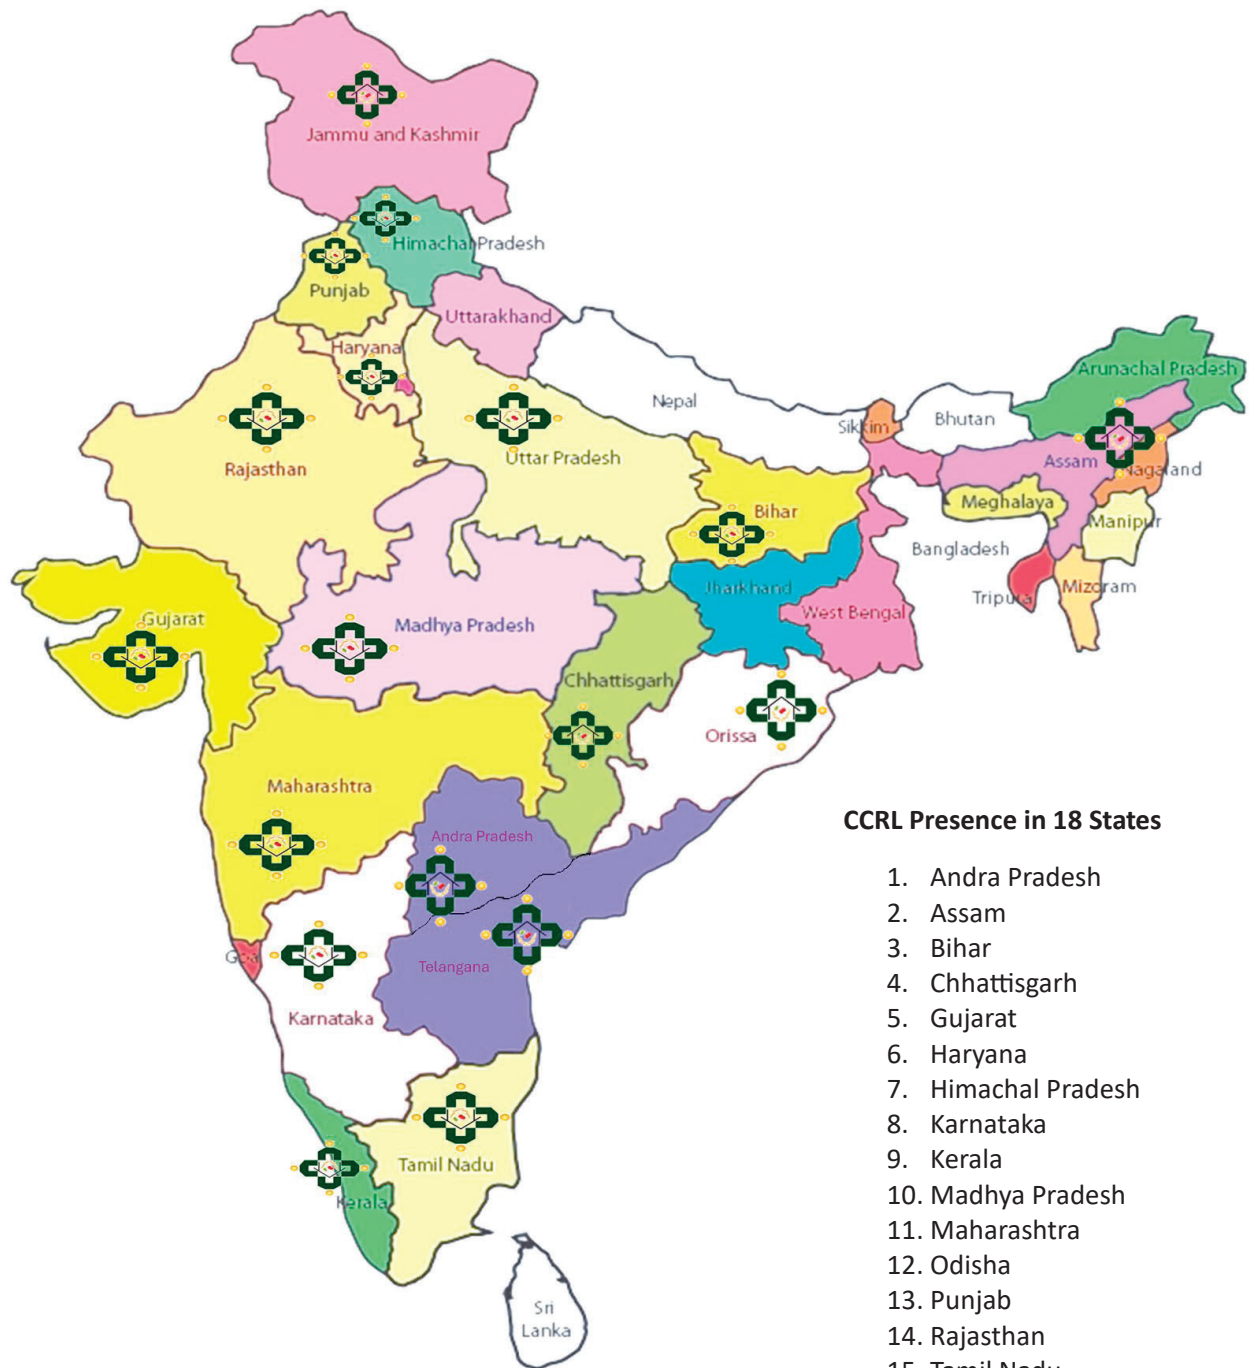 Jammu and Kashmir
Himachal Pradesh
Punjab
Uttarakhand
Haryana
Arunachal Pradesh
Nepal
Bhutan
Sikkim
Rajasthan
Uttar Pradesh
Assam
Nagaland
Meghalaya
Bihar
Manipur
Bangladesh
Jharkhand
Mizoram
Tripura
West Bengal
Gujarat
Madhya Pradesh
Chhattisgarh
Orissa
Maharashtra
Andra Pradesh
Goa
Telangana
Karnataka
Tamil Nadu
Kerala
Sri
Lanka
CCRL Presence in 18 States
1. Andra Pradesh
2. Assam
3. Bihar
4. Chhattisgarh
5. Gujarat
6. Haryana
7. Himachal Pradesh
8. Karnataka
9. Kerala
10. Madhya Pradesh
11. Maharashtra
12. Odisha
13. Punjab
14. Rajasthan
15. Tamil Nadu